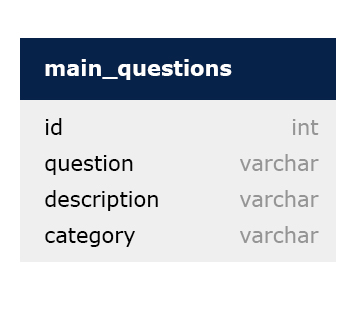 main_questions
id int
question varchar
description varchar
category varchar